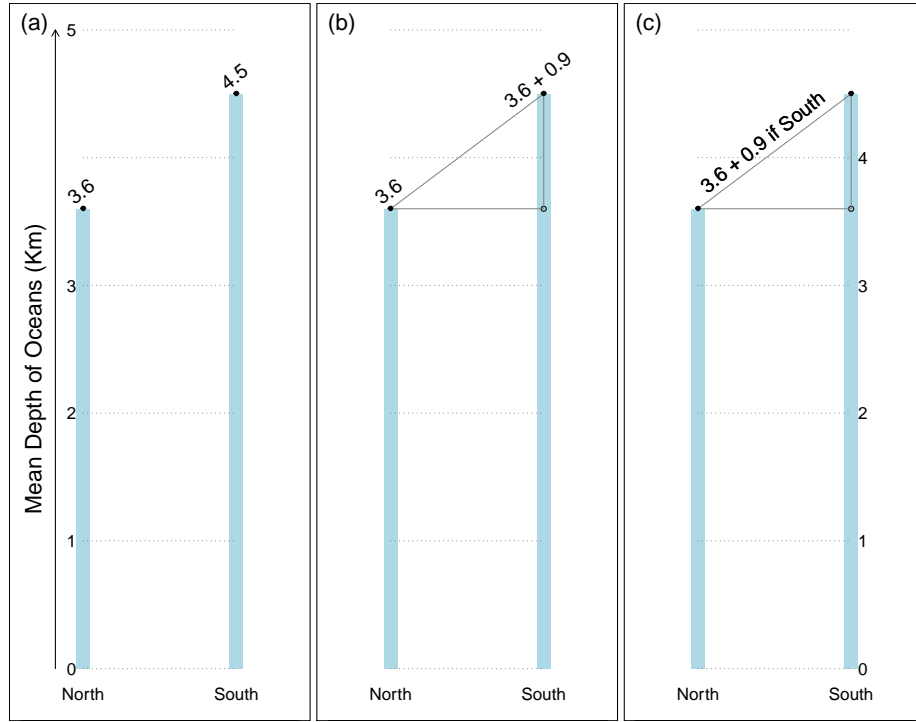 (a)
Mean Depth of Oceans (Km)
5
3
2
1
0
3.6
4.5
North
South
(b)
3.6
3.6 + 0.9
North
South
(c)
3.6 + 0.9 if South
4
3
2
1
0
North
South